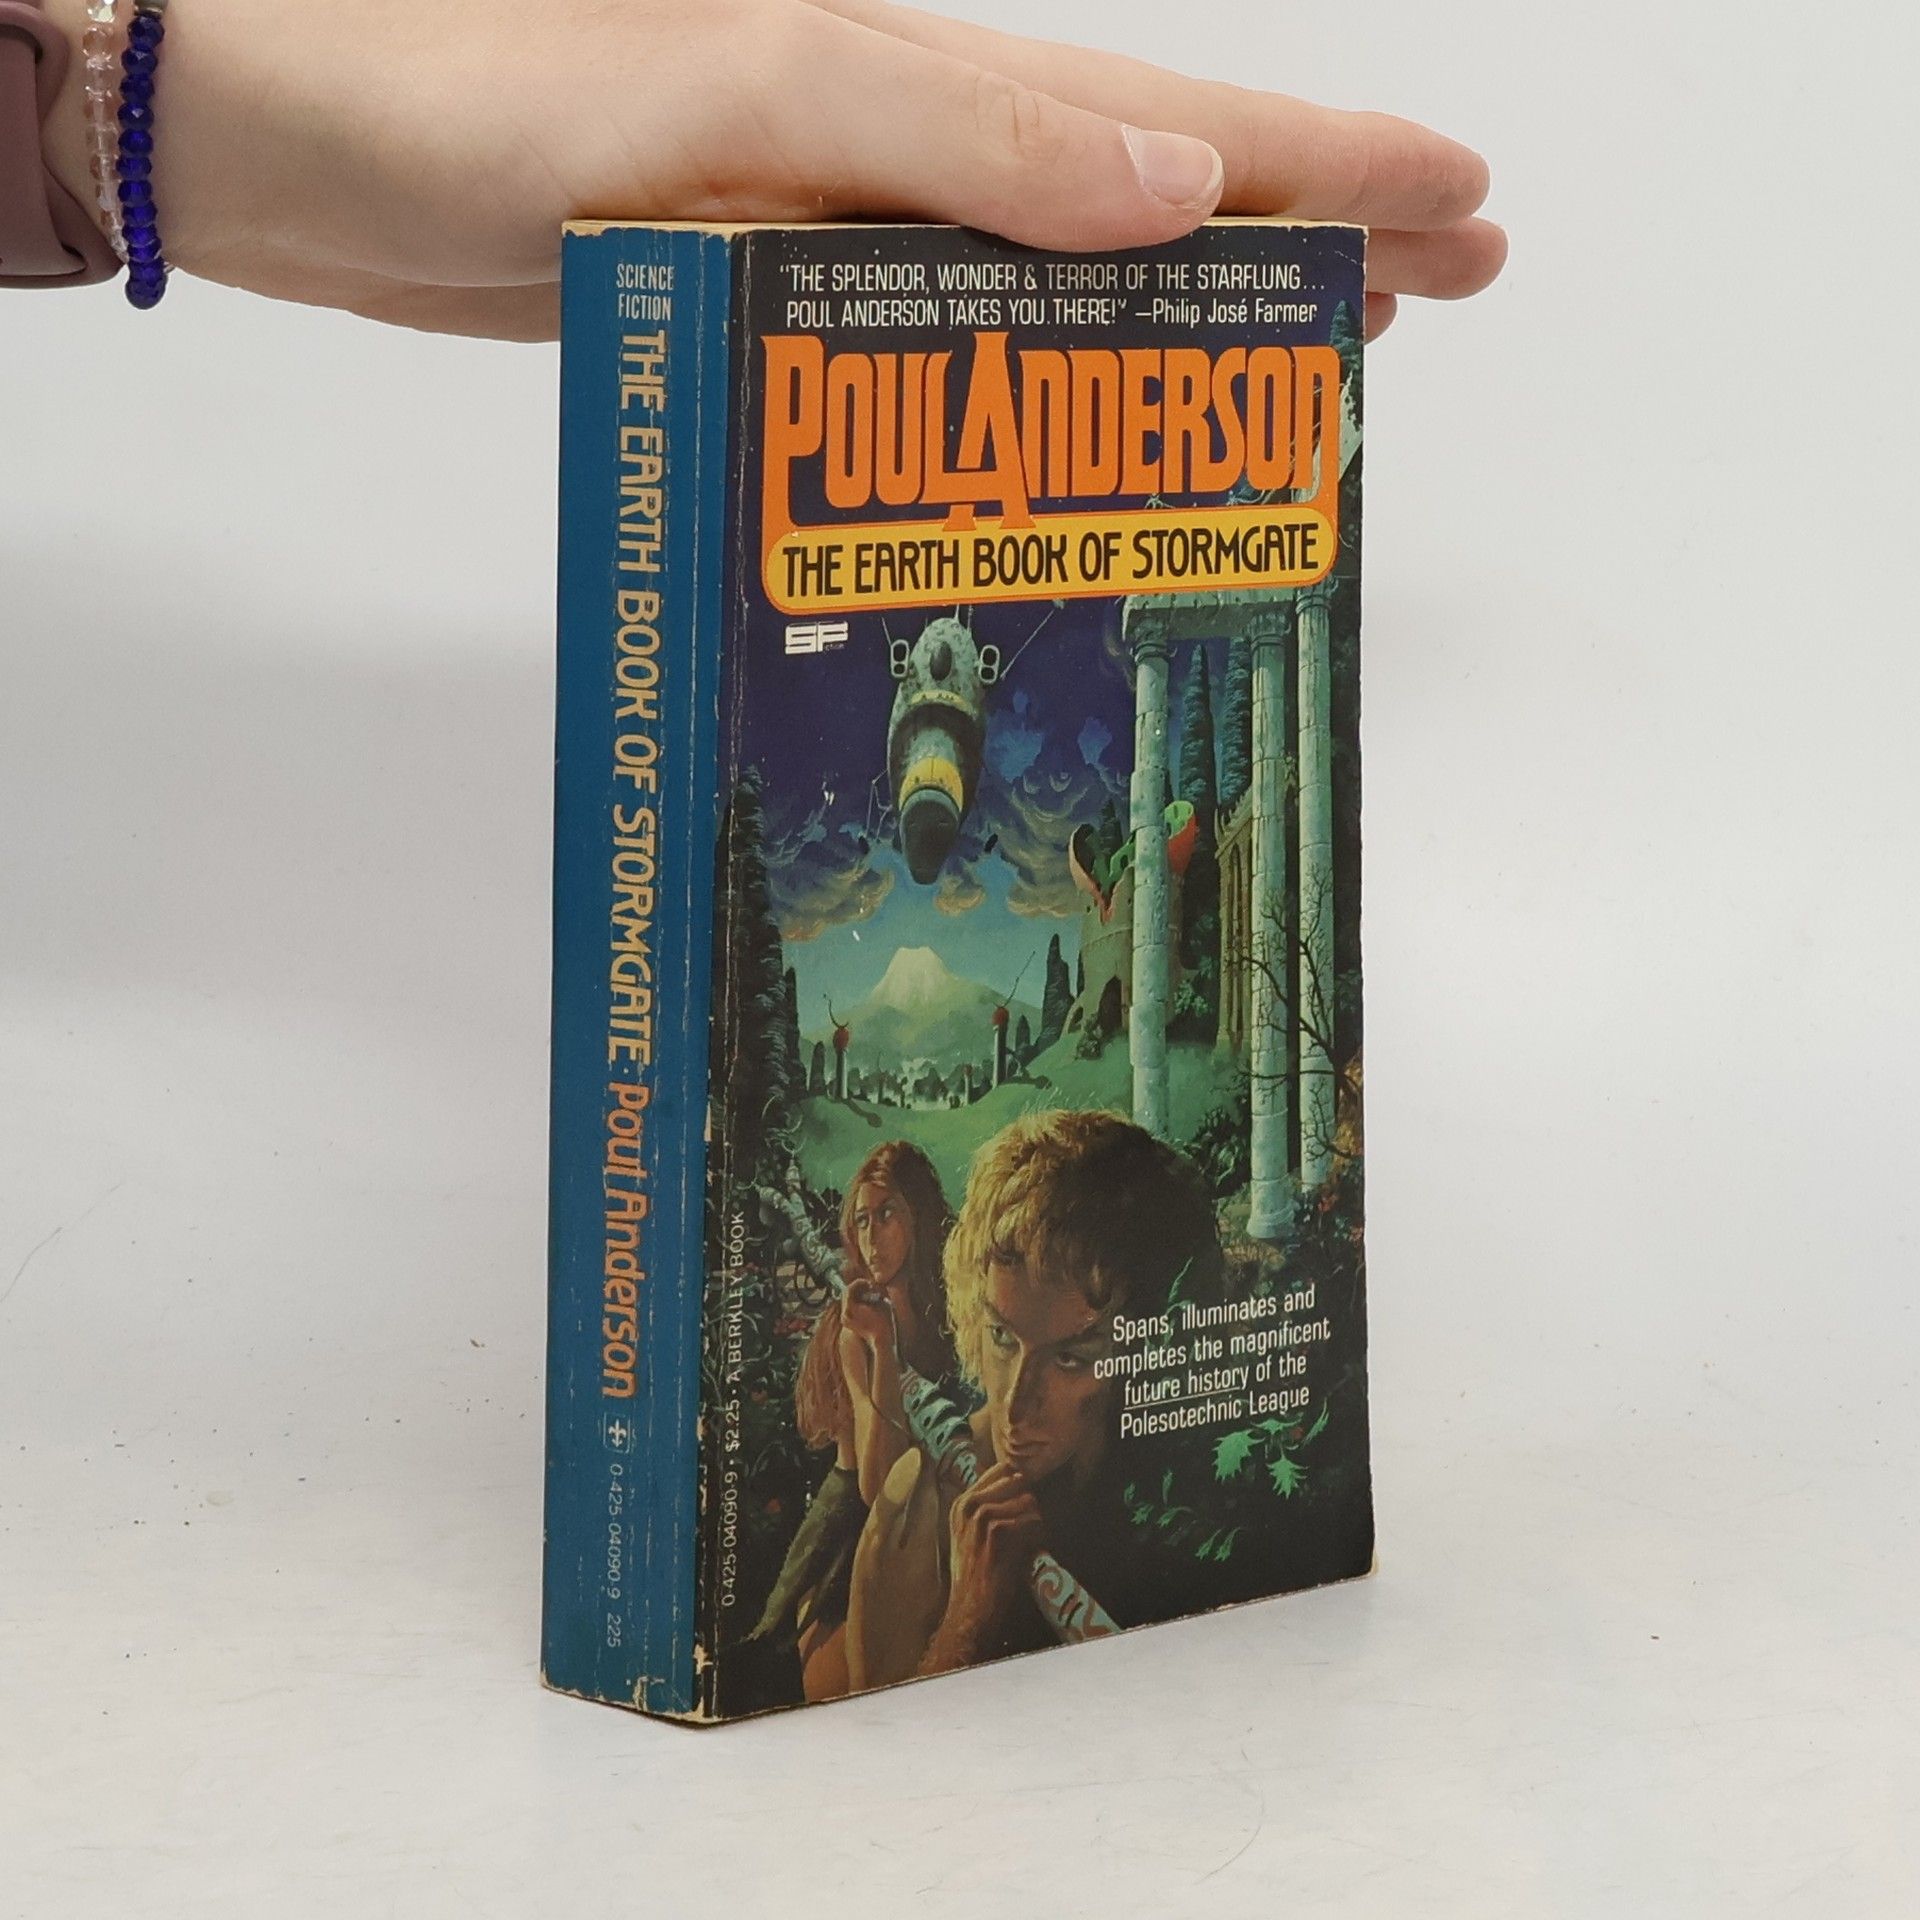 SCIENCE
FICTION
THE EARTH BOOK OF STORMGATE · Poul Anderson
0-425-04090-9 225
"THE SPLENDOR, WONDER & TERROR OF THE STARFLUNG...
POUL ANDERSON TAKES YOU THERE!" —Philip José Farmer
POUL ANDERSON
THE EARTH BOOK OF STORMGATE
SF
Spans, illuminates and
completes the magnificent
future history of the
Polesotechnic League
0-425-04090-9 · $2.25 · A BERKLEY BOOK